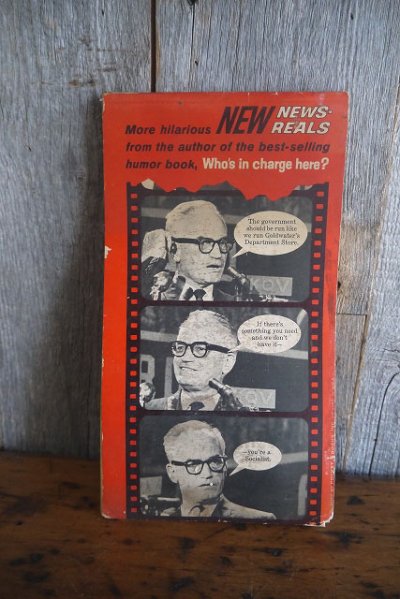 More hilarious NEW NEWS-
REALS
from the author of the best-selling
humor book, Who's in charge here?
The government
should be run like
we run Goldwater's
Department Store.
KOV
If there's
something you need
and we don't
have it—
—you're a
Socialist.